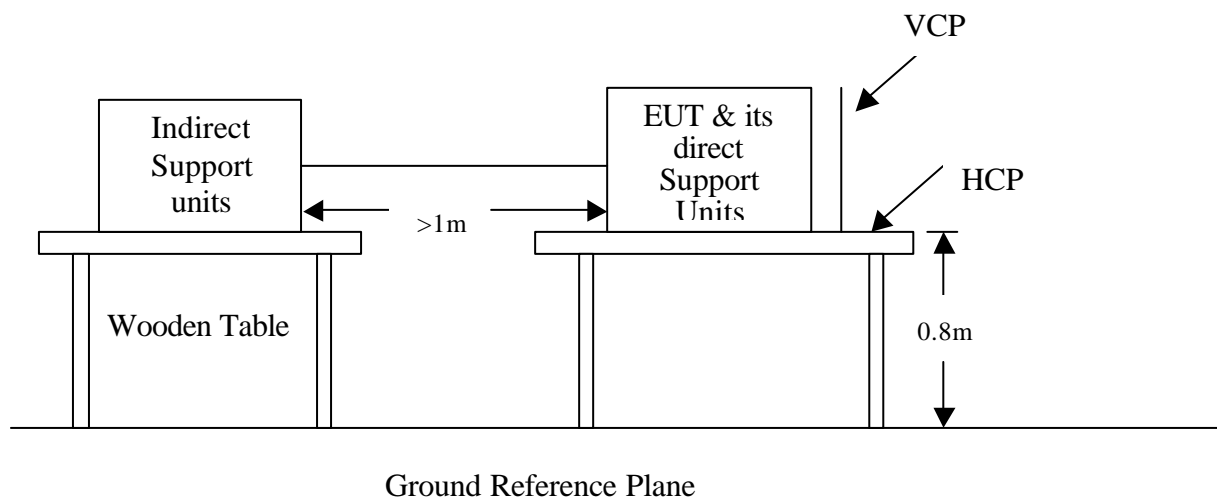 VCP
Indirect
Support
units
EUT & its
direct
Support
Units
HCP
>1m
Wooden Table
0.8m
Ground Reference Plane